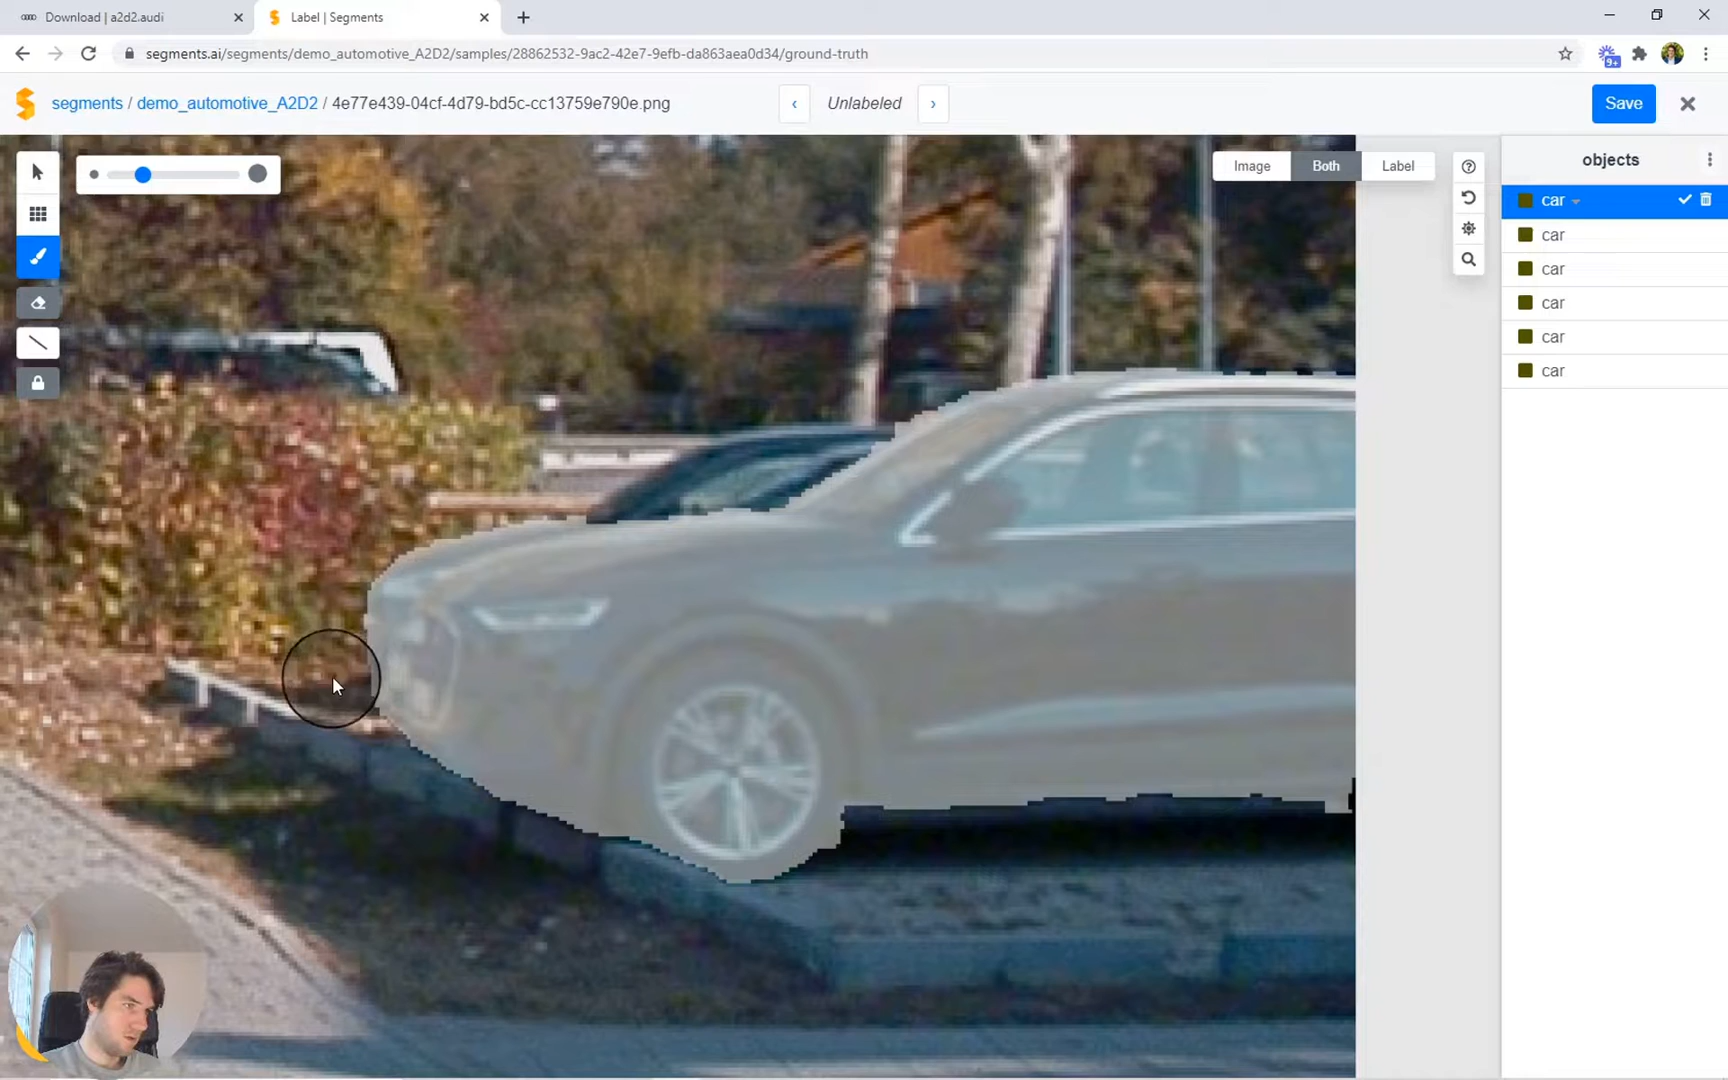 Download | a2d2.audi
Label | Segments
segments.ai/segments/demo_automotive_A2D2/samples/28862532-9ac2-42e7-9efb-da863aea0d34/ground-truth
9+
segments / demo_automotive_A2D2 / 4e77e439-04cf-4d79-bd5c-cc13759e790e.png
Unlabeled
Save
Image Both Label
objects
car
car
car
car
car
car